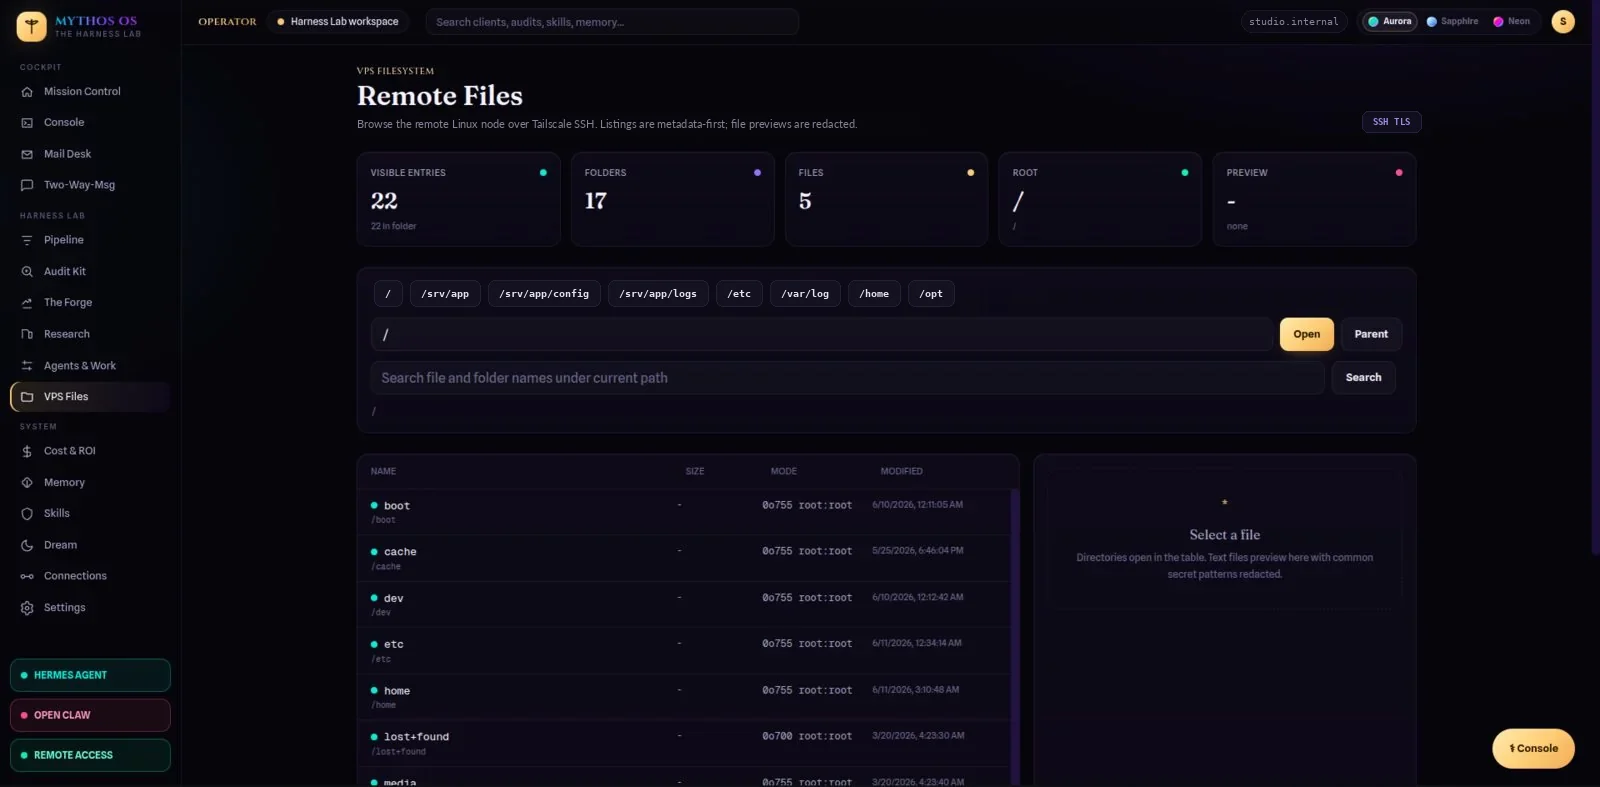 MYTHOS OS
THE HARNESS LAB
OPERATOR
Harness Lab workspace
Search clients, audits, skills, memory...
studio.internal
Aurora
Sapphire
Neon
S
COCKPIT
Mission Control
Console
Mail Desk
Two-Way-Msg
HARNESS LAB
Pipeline
Audit Kit
The Forge
Research
Agents & Work
VPS Files
SYSTEM
Cost & ROI
Memory
Skills
Dream
Connections
Settings
HERMES AGENT
OPEN CLAW
REMOTE ACCESS
VPS FILESYSTEM
Remote Files
Browse the remote Linux node over Tailscale SSH. Listings are metadata-first; file previews are redacted.
SSH TLS
VISIBLE ENTRIES
22
22 in folder
FOLDERS
17
FILES
5
ROOT
/
/
PREVIEW
-
none
/ /srv/app /srv/app/config /srv/app/logs /etc /var/log /home /opt
/
Open
Parent
Search file and folder names under current path
Search
/
NAME SIZE MODE MODIFIED
boot - 0o755 root:root 6/10/2026, 12:11:05 AM
/boot
cache - 0o755 root:root 5/25/2026, 6:46:04 PM
/cache
dev - 0o755 root:root 6/10/2026, 12:12:42 AM
/dev
etc - 0o755 root:root 6/11/2026, 12:34:14 AM
/etc
home - 0o755 root:root 6/11/2026, 3:10:48 AM
/home
lost+found - 0o700 root:root 3/20/2026, 4:23:30 AM
/lost+found
media - 0o755 root:root 3/20/2026, 4:23:40 AM
*
Select a file
Directories open in the table. Text files preview here with common
secret patterns redacted.
Console